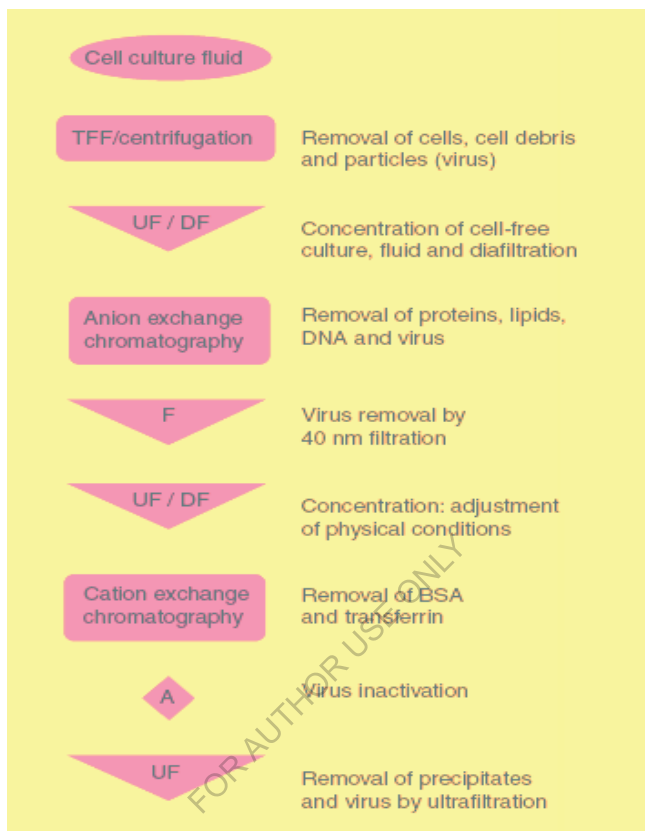 Cell culture fluid
TFF/centrifugation
Removal of cells, cell debris
and particles (virus)
UF / DF
Concentration of cell-free
culture, fluid and diafiltration
Anion exchange
chromatography
Removal of proteins, lipids,
DNA and virus
F
Virus removal by
40 nm filtration
UF / DF
Concentration: adjustment
of physical conditions
Cation exchange
chromatography
Removal of BSA
and transferrin
A
Virus inactivation
UF
Removal of precipitates
and virus by ultrafiltration
FOR AUTHOR USE ONLY